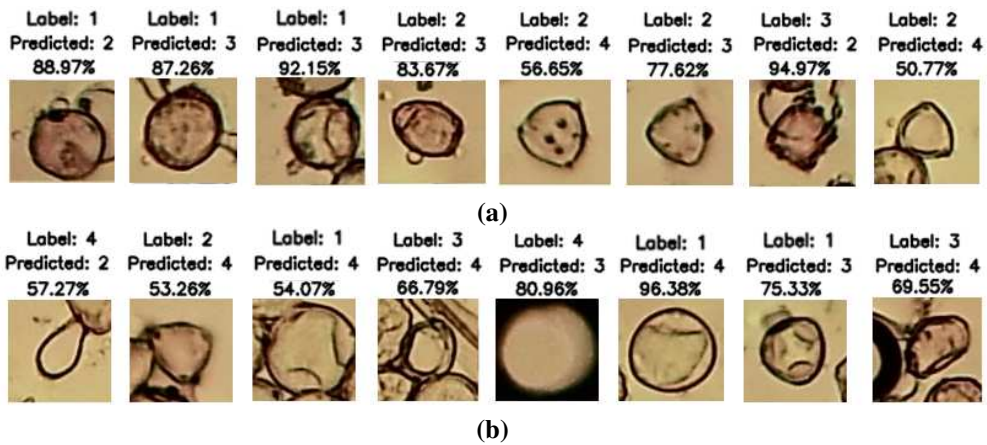 Label: 1 Label: 1 Label: 1 Label: 2 Label: 2 Label: 2 Label: 3 Label: 2
Predicted: 2 Predicted: 3 Predicted: 3 Predicted: 3 Predicted: 4 Predicted: 3 Predicted: 2 Predicted: 4
88.97% 87.26% 92.15% 83.67% 56.65% 77.62% 94.97% 50.77%
(a)
Label: 4 Label: 2 Label: 1 Label: 3 Label: 4 Label: 1 Label: 1 Label: 3
Predicted: 2 Predicted: 4 Predicted: 4 Predicted: 4 Predicted: 3 Predicted: 4 Predicted: 3 Predicted: 4
57.27% 53.26% 54.07% 66.79% 80.96% 96.38% 75.33% 69.55%
(b)